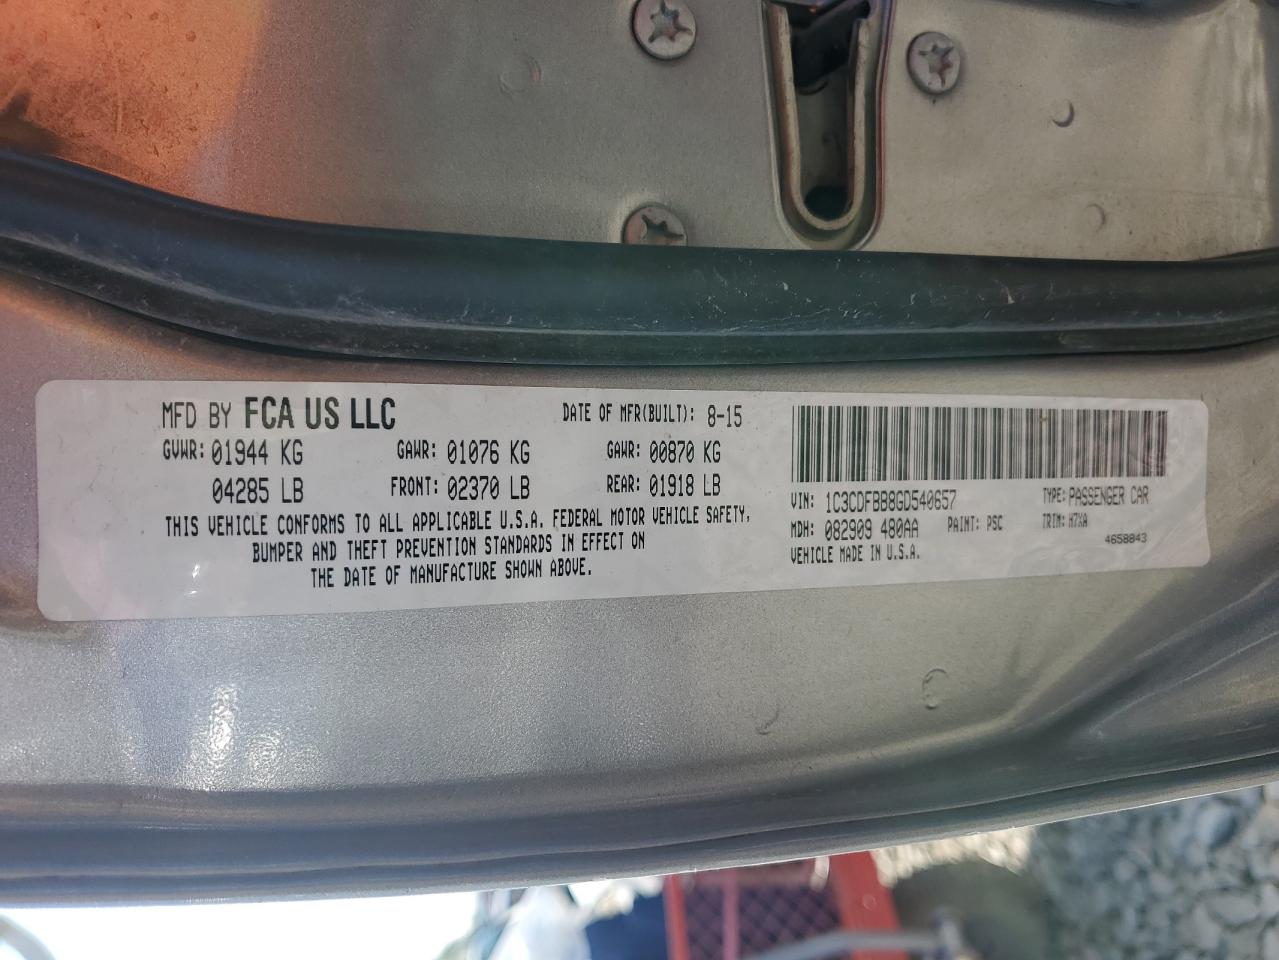 MFD BY FCA US LLC DATE OF MFR(BUILT): 8-15
GVWR: 01944 KG GAWR: 01076 KG GAWR: 00870 KG
04285 LB FRONT: 02370 LB REAR: 01918 LB
THIS VEHICLE CONFORMS TO ALL APPLICABLE U.S.A. FEDERAL MOTOR VEHICLE SAFETY,
BUMPER AND THEFT PREVENTION STANDARDS IN EFFECT ON
THE DATE OF MANUFACTURE SHOWN ABOVE.
VIN: 1C3CDFBB8GD540657 TYPE: PASSENGER CAR
MDH: 082909 480AA PAINT: PSC TRIM: H7XA
VEHICLE MADE IN U.S.A. 4658843